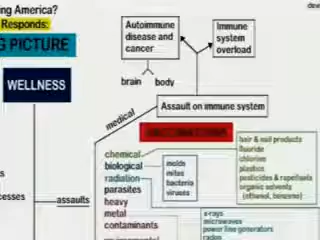 ing America?
Responds:
G PICTURE
WELLNESS
Autoimmune
disease and
cancer
Immune
system
overload
brain body
Assault on immune system
medical
chemical
biological
radiation
parasites
heavy
metal
contaminants
molds
mites
bacteria
viruses
hair & nail products
fluoride
chlorine
plastics
pesticides & repellants
organic solvents
(ethanol, benzene)
assaults
x-rays
microwaves
power line generators
radon